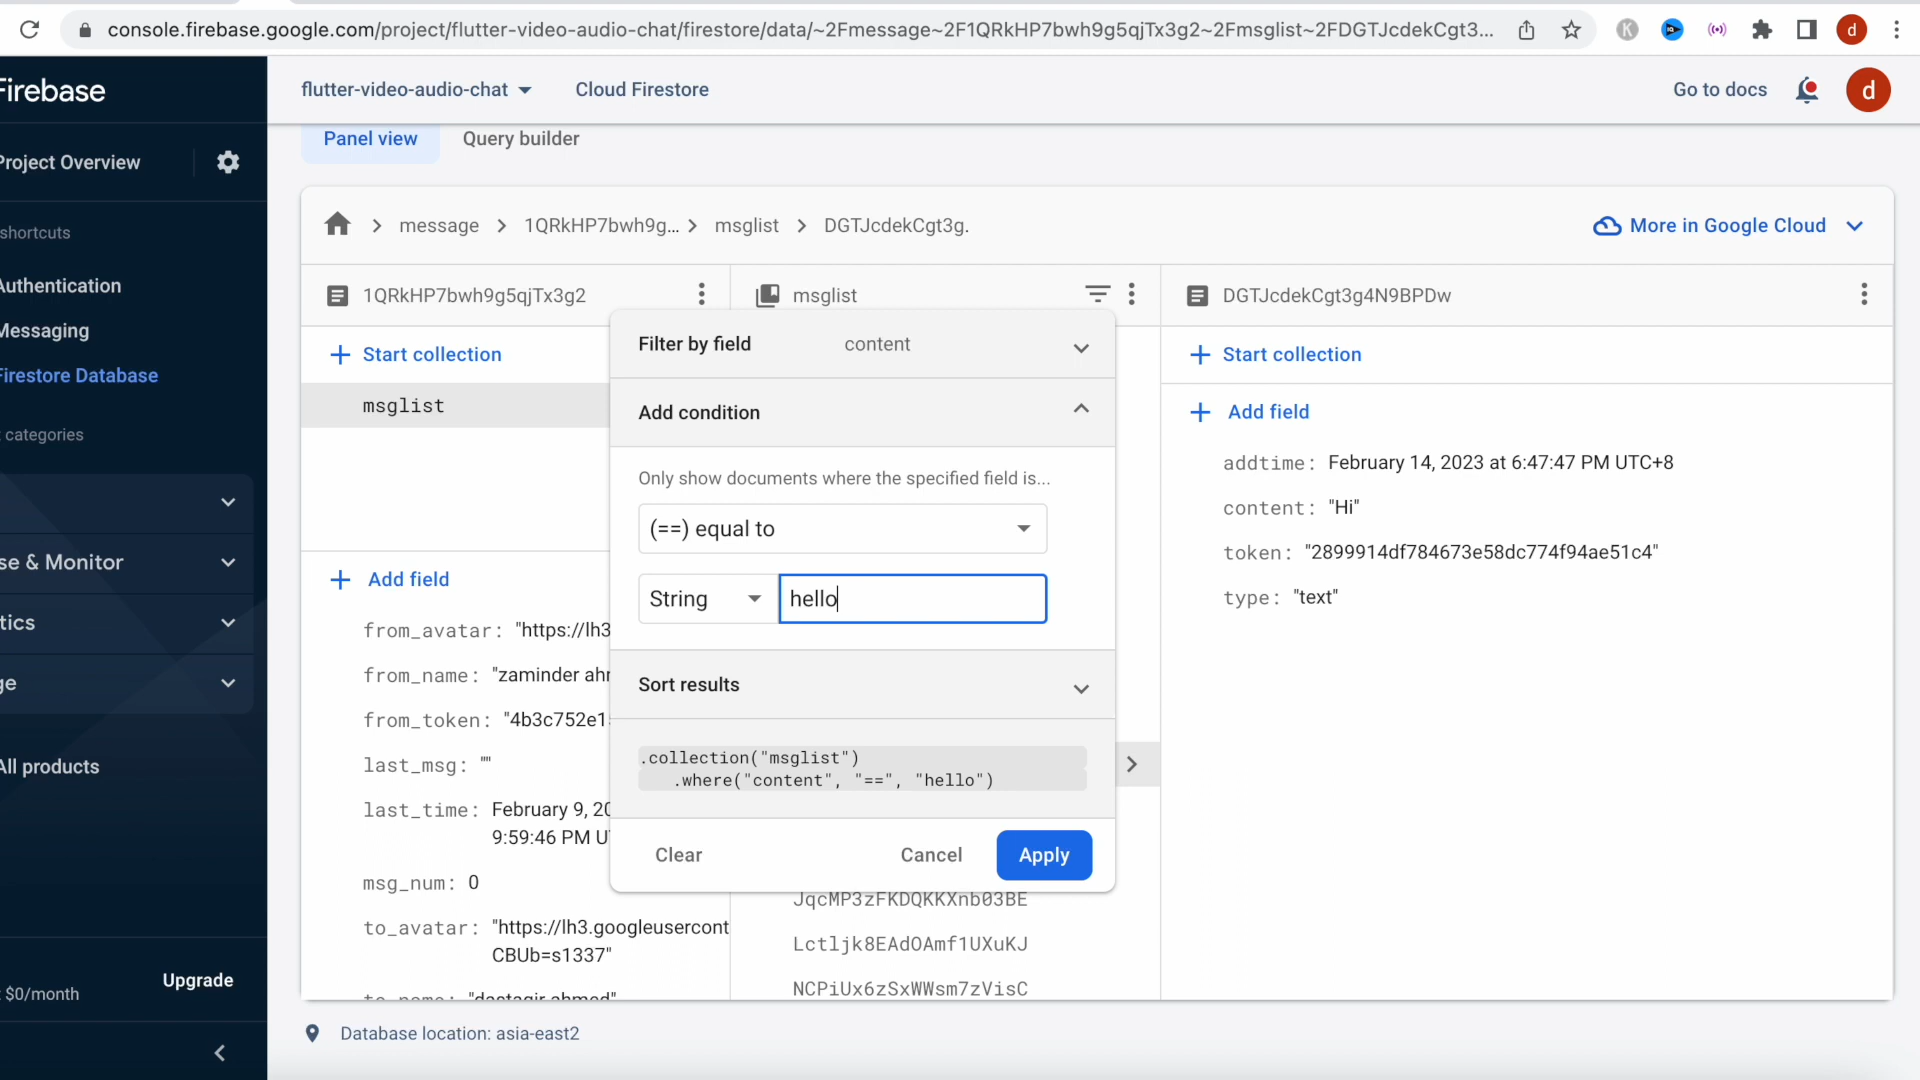 console.firebase.google.com/project/flutter-video-audio-chat/firestore/data/~2Fmessage~2F1QRkHP7bwh9g5qjTx3g2~2Fmsglist~2FDGTJcdekCgt3...
K
d
Firebase
flutter-video-audio-chat
Cloud Firestore
Go to docs
d
Panel view
Query builder
Project Overview
shortcuts
Authentication
Messaging
Firestore Database
categories
se & Monitor
tics
ge
All products
$0/month
Upgrade
message
1QRkHP7bwh9g...
msglist
DGTJcdekCgt3g.
More in Google Cloud
1QRkHP7bwh9g5qjTx3g2
Start collection
msglist
Add field
from_avatar: "https://lh3
from_name: "zaminder ahr
from_token: "4b3c752e1
last_msg: ""
last_time: February 9, 20
9:59:46 PM U
msg_num: 0
to_avatar: "https://lh3.googleusercont
CBUb=s1337"
to_name: "dastagir ahmed"
msglist
Filter by field
content
Add condition
Only show documents where the specified field is...
(==) equal to
String
hello
Sort results
.collection("msglist")
.where("content", "==", "hello")
Clear
Cancel
Apply
JqcMP3zFKDQKKXnb03BE
Lctljk8EAdOAmf1UXuKJ
NCPiUx6zSxWWsm7zVisC
DGTJcdekCgt3g4N9BPDw
Start collection
Add field
addtime: February 14, 2023 at 6:47:47 PM UTC+8
content: "Hi"
token: "2899914df784673e58dc774f94ae51c4"
type: "text"
Database location: asia-east2